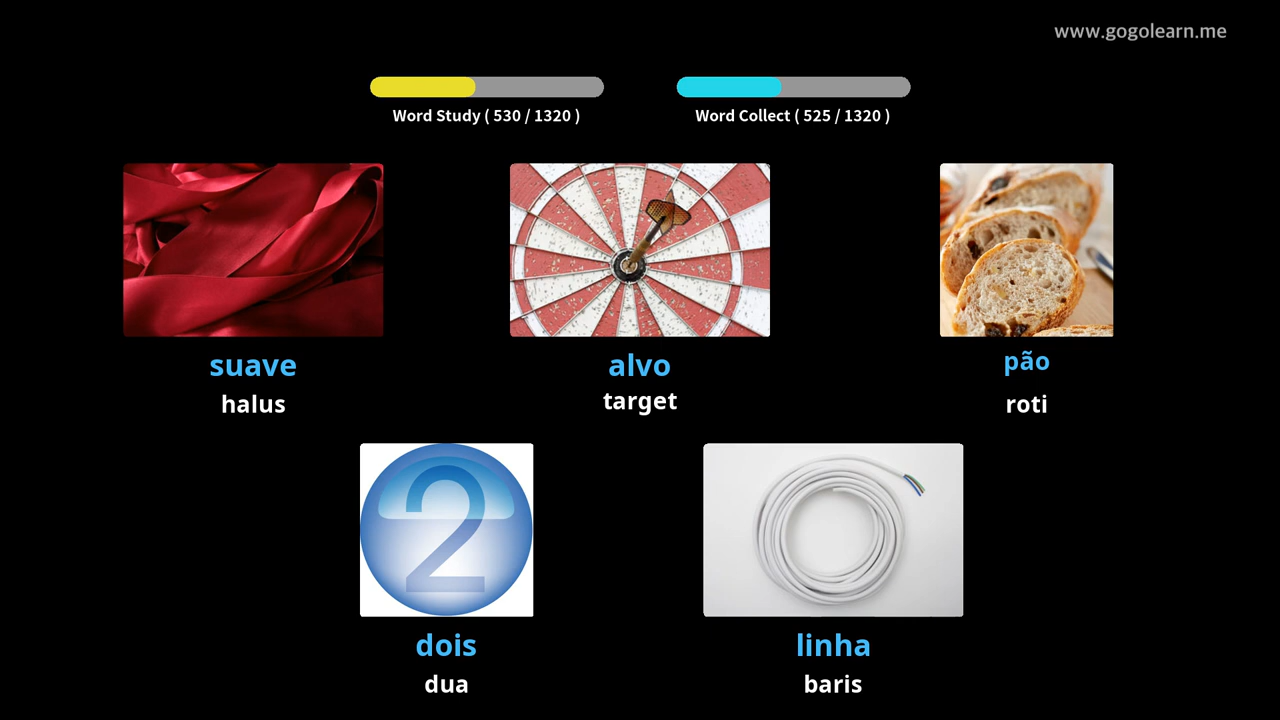 www.gogolearn.me
Word Study ( 530 / 1320 )
Word Collect ( 525 / 1320 )
suave
halus
alvo
target
pão
roti
2
dois
dua
linha
baris